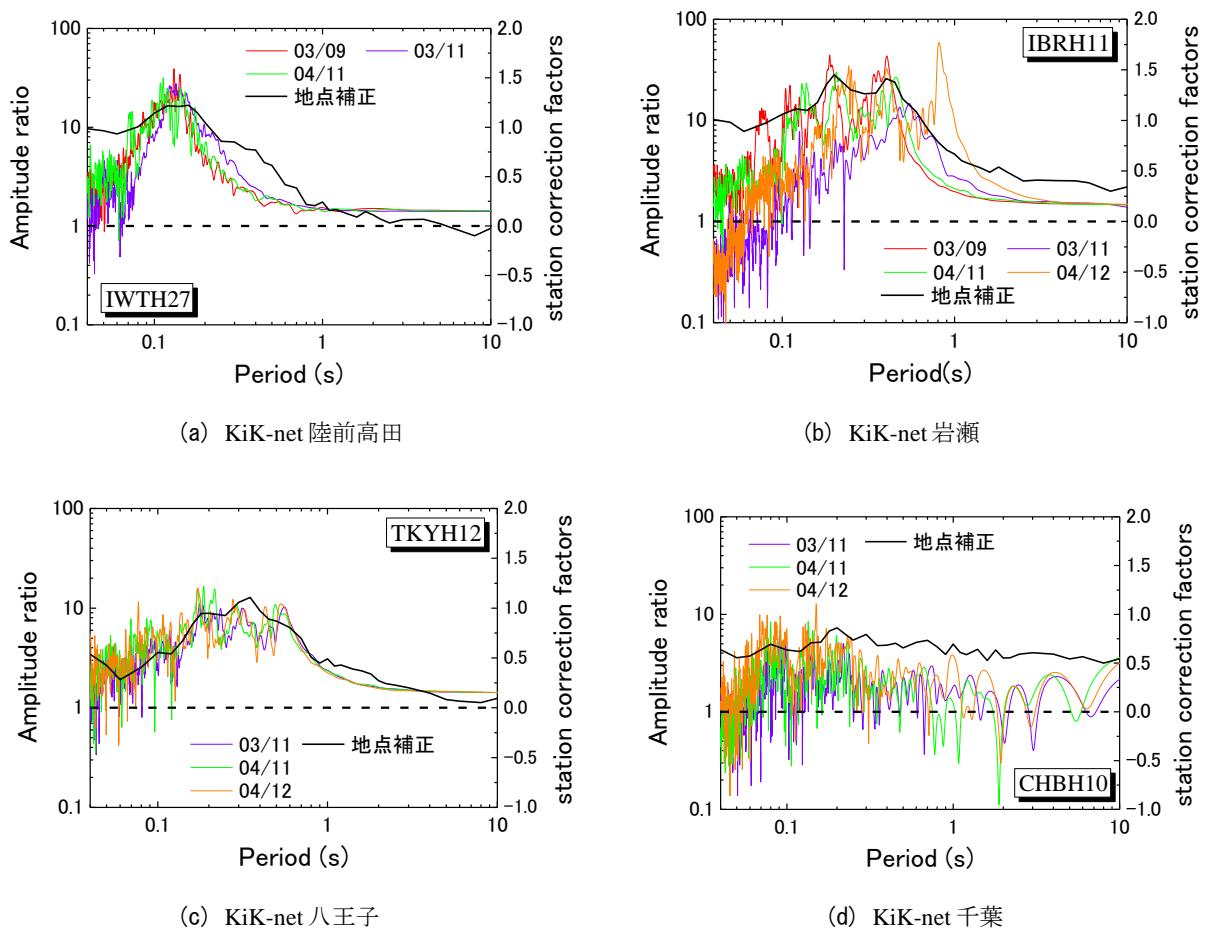 100
10
1
0.1
Ampitude ratio
03/09
03/11
04/11
地点補正
IWTH27
2.0
1.5
1.0
0.5
0.0
−0.5
−1.0
station correction factors
0.1
1
10
Period (s)
(a) KiK-net 陸前高田
100
10
1
0.1
Amplitude ratio
IBRH11
03/09
03/11
04/11
04/12
地点補正
2.0
1.5
1.0
0.5
0.0
−0.5
−1.0
station correction factors
0.1
1
10
Period(s)
(b) KiK-net 岩瀬
100
10
1
0.1
Amplitude ratio
TKYH12
03/11
地点補正
04/11
04/12
2.0
1.5
1.0
0.5
0.0
−0.5
−1.0
station correction factors
0.1
1
10
Period (s)
(c) KiK-net 八王子
100
10
1
0.1
Amplitude ratio
03/11
地点補正
04/11
04/12
CHBH10
2.0
1.5
1.0
0.5
0.0
−0.5
−1.0
station correction factors
0.1
1
10
Period (s)
(d) KiK-net 千葉